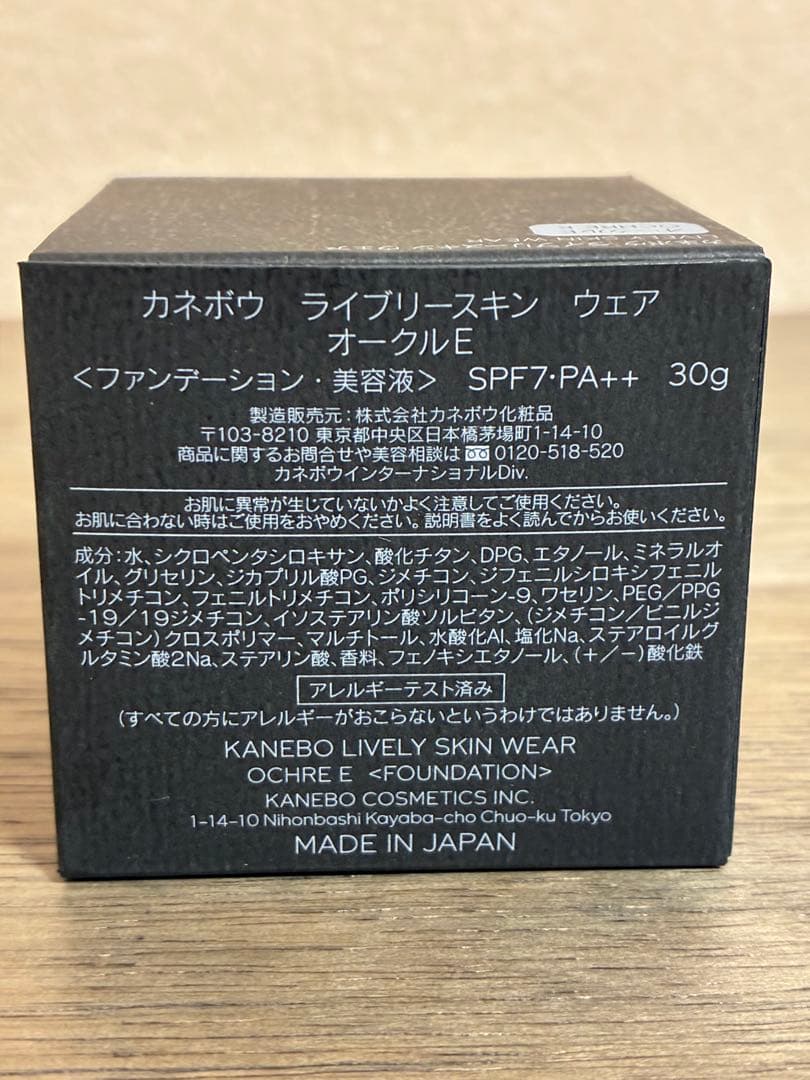 カネボウ ライブリースキン ウェア
オークルE
＜ファンデーション・美容液＞ SPF7・PA++ 30g
製造販売元：株式会社カネボウ化粧品
〒103-8210 東京都中央区日本橋茅場町1-14-10
商品に関するお問合せや美容相談は 0120-518-520
カネボウインターナショナルDiv.
お肌に異常が生じていないかよく注意してご使用ください。
お肌に合わない時はご使用をおやめください。説明書をよく読んでからお使いください。
成分：水、シクロペンタシロキサン、酸化チタン、DPG、エタノール、ミネラルオ
イル、グリセリン、ジカプリル酸PG、ジメチコン、ジフェニルシロキシフェニル
トリメチコン、フェニルトリメチコン、ポリシリコーン-9、ワセリン、PEG／PPG
-19／19ジメチコン、イソステアリン酸ソルビタン、（ジメチコン／ビニルジ
メチコン）クロスポリマー、マルチトール、水酸化Al、塩化Na、ステアロイルグ
ルタミン酸2Na、ステアリン酸、香料、フェノキシエタノール、（＋／－）酸化鉄
アレルギーテスト済み
（すべての方にアレルギーがおこらないというわけではありません。）
KANEBO LIVELY SKIN WEAR
OCHRE E ＜FOUNDATION＞
KANEBO COSMETICS INC.
1-14-10 Nihonbashi Kayaba-cho Chuo-ku Tokyo
MADE IN JAPAN